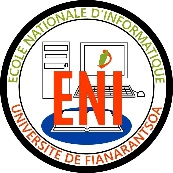 ECOLE NATIONALE D'INFORMATIQUE
ENI
UNIVERSITE DE FIANARANTSOA